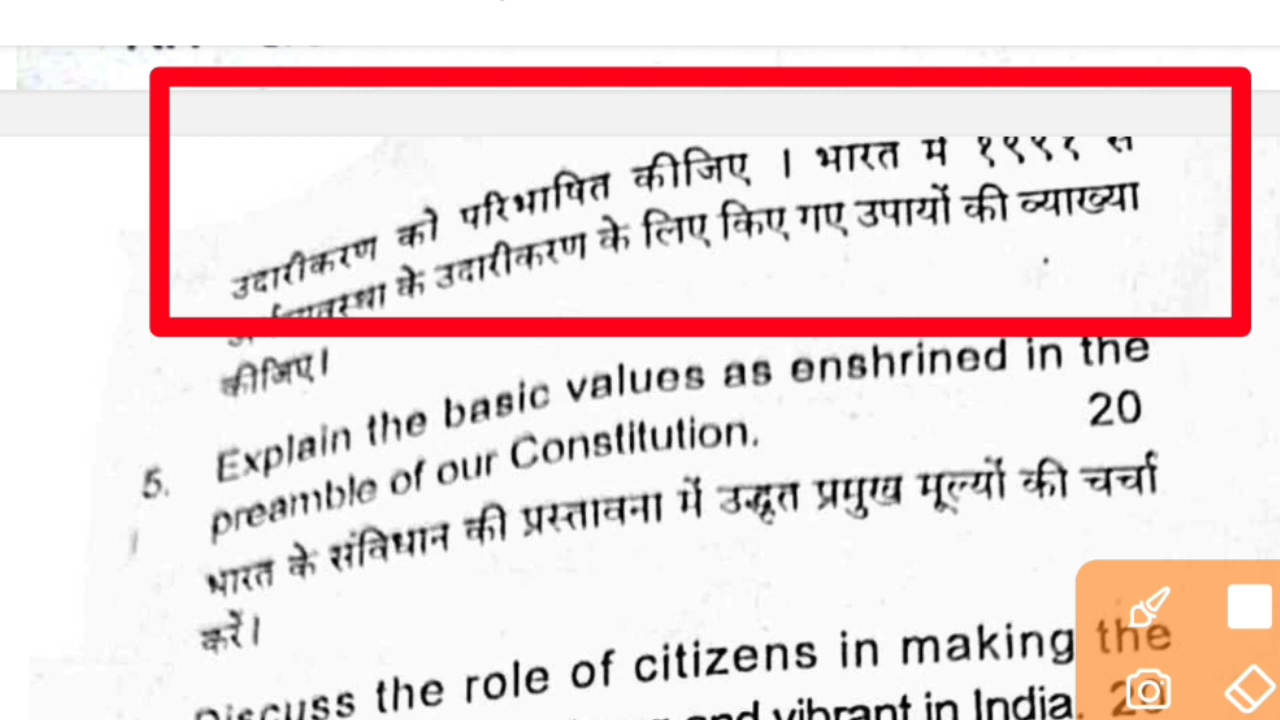 उदारीकरण को परिभाषित कीजिए । भारत में १९९१ से
अर्थव्यवस्था के उदारीकरण के लिए किए गए उपायों की व्याख्या
कीजिए।
5. Explain the basic values as enshrined in the
preamble of our Constitution. 20
भारत के संविधान की प्रस्तावना में उद्धृत प्रमुख मूल्यों की चर्चा
करें।
Discuss the role of citizens in making the
and vibrant in India.